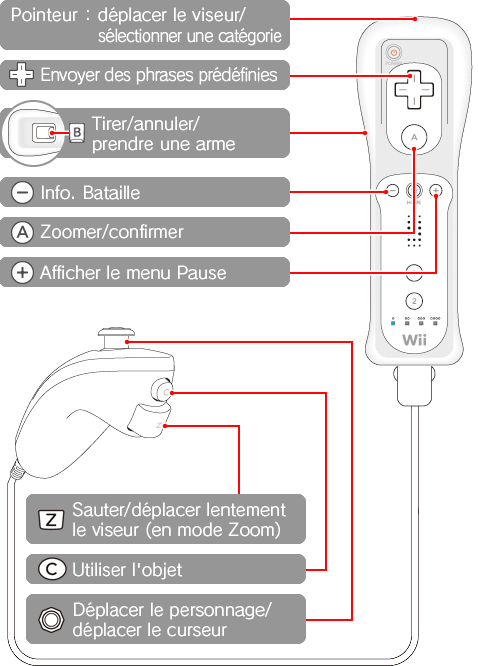 Pointeur : déplacer le viseur/
sélectionner une catégorie
Envoyer des phrases prédéfinies
B
Tirer/annuler/
prendre une arme
Info. Bataille
A Zoomer/confirmer
Afficher le menu Pause
A
HOME
2
Wii
C
Z
Z
Sauter/déplacer lentement
le viseur (en mode Zoom)
C Utiliser l'objet
Déplacer le personnage/
déplacer le curseur